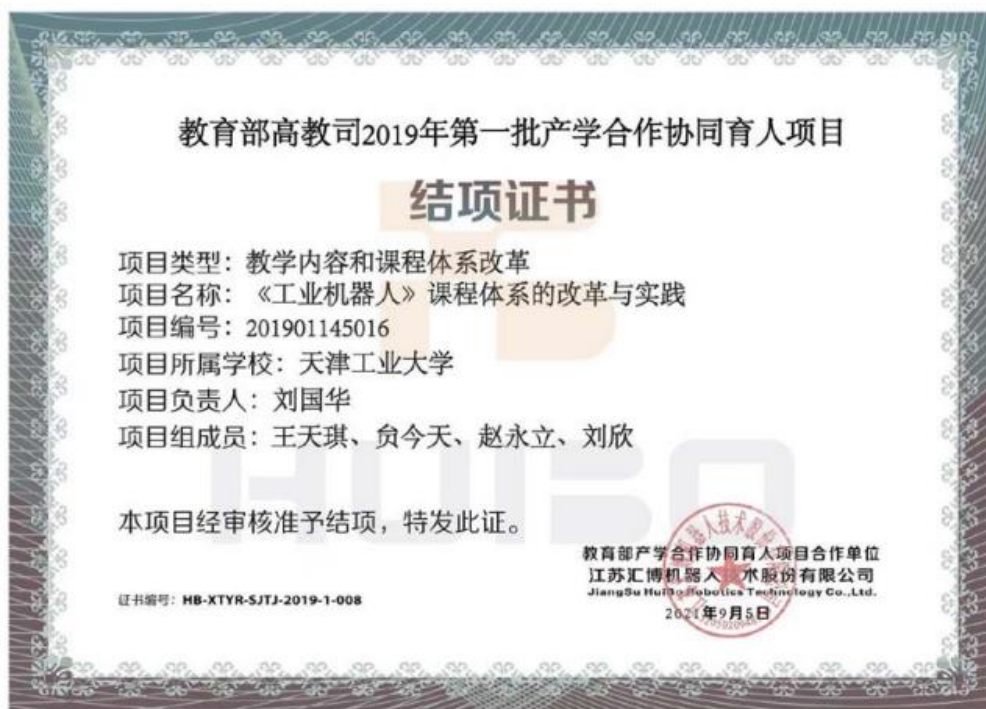 教育部高教司2019年第一批产学合作协同育人项目
结项证书
项目类型：教学内容和课程体系改革
项目名称：《工业机器人》课程体系的改革与实践
项目编号：201901145016
项目所属学校：天津工业大学
项目负责人：刘国华
项目组成员：王天琪、贠今天、赵永立、刘欣
HUIBO
本项目经审核准予结项，特发此证。
教育部产学合作协同育人项目合作单位
江苏汇博机器人技术股份有限公司
JiangSu HuiBo Robotics Technology Co.,Ltd.
2021年9月5日
证书编号：HB-XTYR-SJTJ-2019-1-008